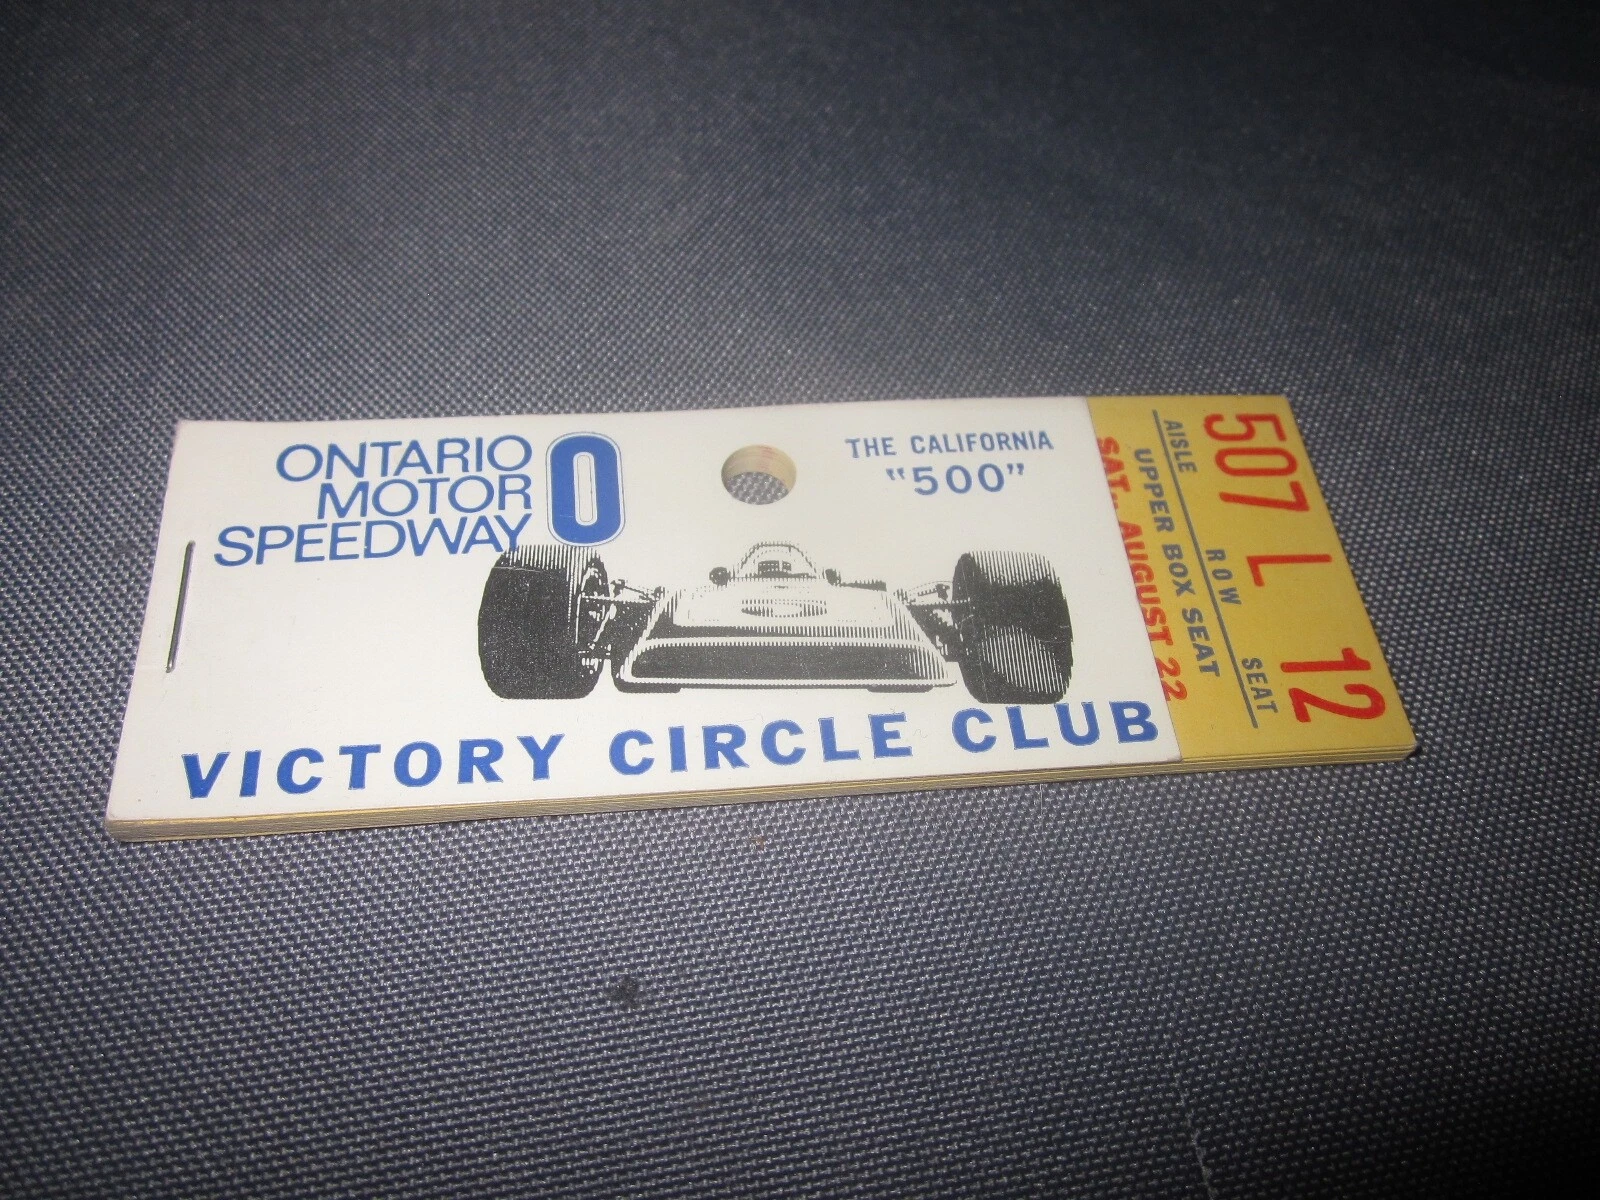 ONTARIO
MOTOR
SPEEDWAY
O
THE CALIFORNIA
"500"
VICTORY CIRCLE CLUB
507 L 12
AISLE ROW SEAT
UPPER BOX SEAT
SAT., AUGUST 22